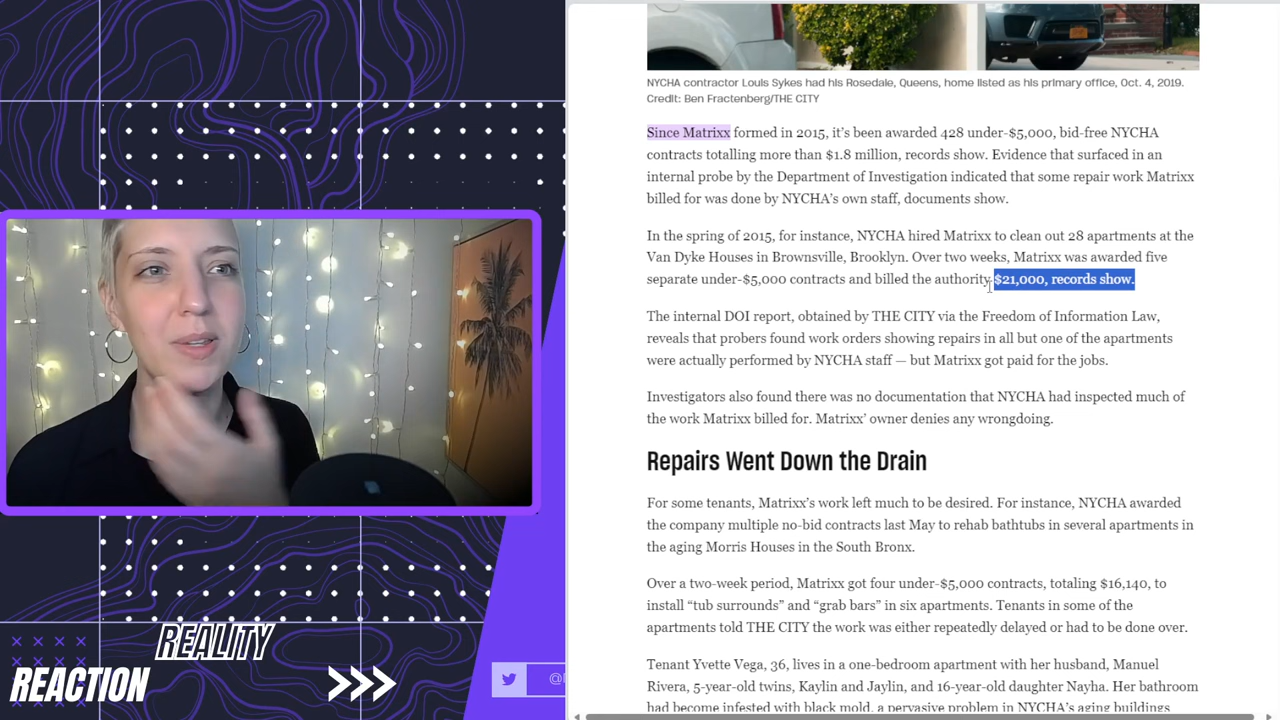 NYCHA contractor Louis Sykes had his Rosedale, Queens, home listed as his primary office, Oct. 4, 2019.
Credit: Ben Fractenberg/THE CITY
Since Matrixx formed in 2015, it’s been awarded 428 under-$5,000, bid-free NYCHA
contracts totalling more than $1.8 million, records show. Evidence that surfaced in an
internal probe by the Department of Investigation indicated that some repair work Matrixx
billed for was done by NYCHA’s own staff, documents show.
In the spring of 2015, for instance, NYCHA hired Matrixx to clean out 28 apartments at the
Van Dyke Houses in Brownsville, Brooklyn. Over two weeks, Matrixx was awarded five
separate under-$5,000 contracts and billed the authority $21,000, records show.
The internal DOI report, obtained by THE CITY via the Freedom of Information Law,
reveals that probers found work orders showing repairs in all but one of the apartments
were actually performed by NYCHA staff — but Matrixx got paid for the jobs.
Investigators also found there was no documentation that NYCHA had inspected much of
the work Matrixx billed for. Matrixx’ owner denies any wrongdoing.
Repairs Went Down the Drain
For some tenants, Matrixx’s work left much to be desired. For instance, NYCHA awarded
the company multiple no-bid contracts last May to rehab bathtubs in several apartments in
the aging Morris Houses in the South Bronx.
Over a two-week period, Matrixx got four under-$5,000 contracts, totaling $16,140, to
install “tub surrounds” and “grab bars” in six apartments. Tenants in some of the
apartments told THE CITY the work was either repeatedly delayed or had to be done over.
Tenant Yvette Vega, 36, lives in a one-bedroom apartment with her husband, Manuel
Rivera, 5-year-old twins, Kaylin and Jaylin, and 16-year-old daughter Nayha. Her bathroom
had become infested with black mold, a pervasive problem in NYCHA’s aging buildings
REALITY
REACTION